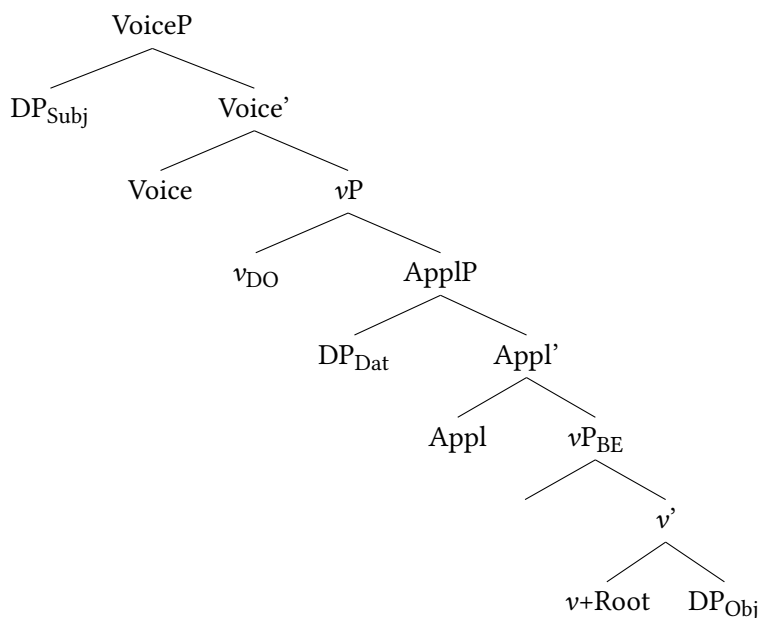 VoiceP
DPSubj Voice’
Voice vP
vDO ApplP
DPDat Appl’
Appl vPBE
v’
v+Root DPObj